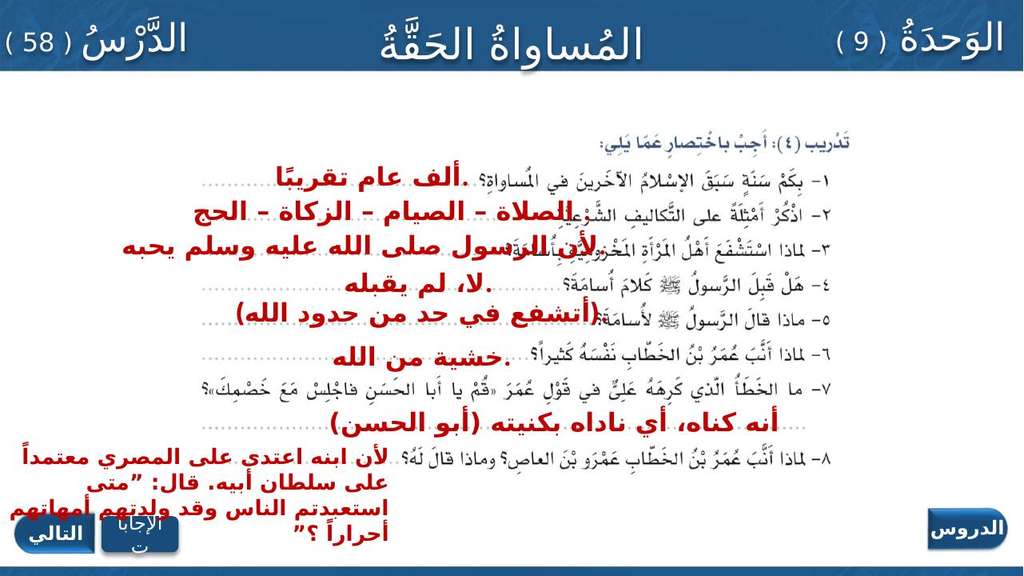 الوَحدَةُ ( 9 )
المُساواةُ الحَقَّةُ
الدَّرْسُ ( 58 )
تَدْريب (٤): أَجِبْ باخْتِصارٍ عَمّا يَلِي:
١- بِكَمْ سَنَةٍ سَبَقَ الإسْلامُ الآخَرينَ في المُساواةِ؟ ألف عام تقريبًا.
٢- اذْكُرْ أَمْثِلَةً على التَّكاليفِ الشَّرْعِيَّةِ. الصلاة – الصيام – الزكاة – الحج
٣- لماذا اسْتَشْفَعَ أَهْلُ المَرْأَةِ المَخْزومِيَّةِ بِأُسامَةَ؟ لأن الرسول صلى الله عليه وسلم يحبه.
٤- هَلْ قَبِلَ الرَّسولُ ﷺ كَلامَ أُسامَةَ؟ لا، لم يقبله.
٥- ماذا قالَ الرَّسولُ ﷺ لأُسامَةَ؟ (أتشفع في حد من حدود الله).
٦- لماذا أَنَّبَ عُمَرُ بْنُ الخَطّابِ نَفْسَهُ كَثيراً؟ خشية من الله.
٧- ما الخَطَأُ الّذي كَرِهَهُ عَلِيٌّ في قَوْلِ عُمَرَ «قُمْ يا أَبا الحَسَنِ فاجْلِسْ مَعَ خَصْمِكَ»؟
أنه كناه، أي ناداه بكنيته (أبو الحسن)
٨- لماذا أَنَّبَ عُمَرُ بْنُ الخَطّابِ عَمْرَو بْنَ العاصِ؟ وماذا قالَ لَهُ؟ لأن ابنه اعتدى على المصري معتمداً
على سلطان أبيه. قال: ”متى
استعبدتم الناس وقد ولدتهم أمهاتهم
أحراراً ؟”
الدروس
الإجابا
ت
التالي